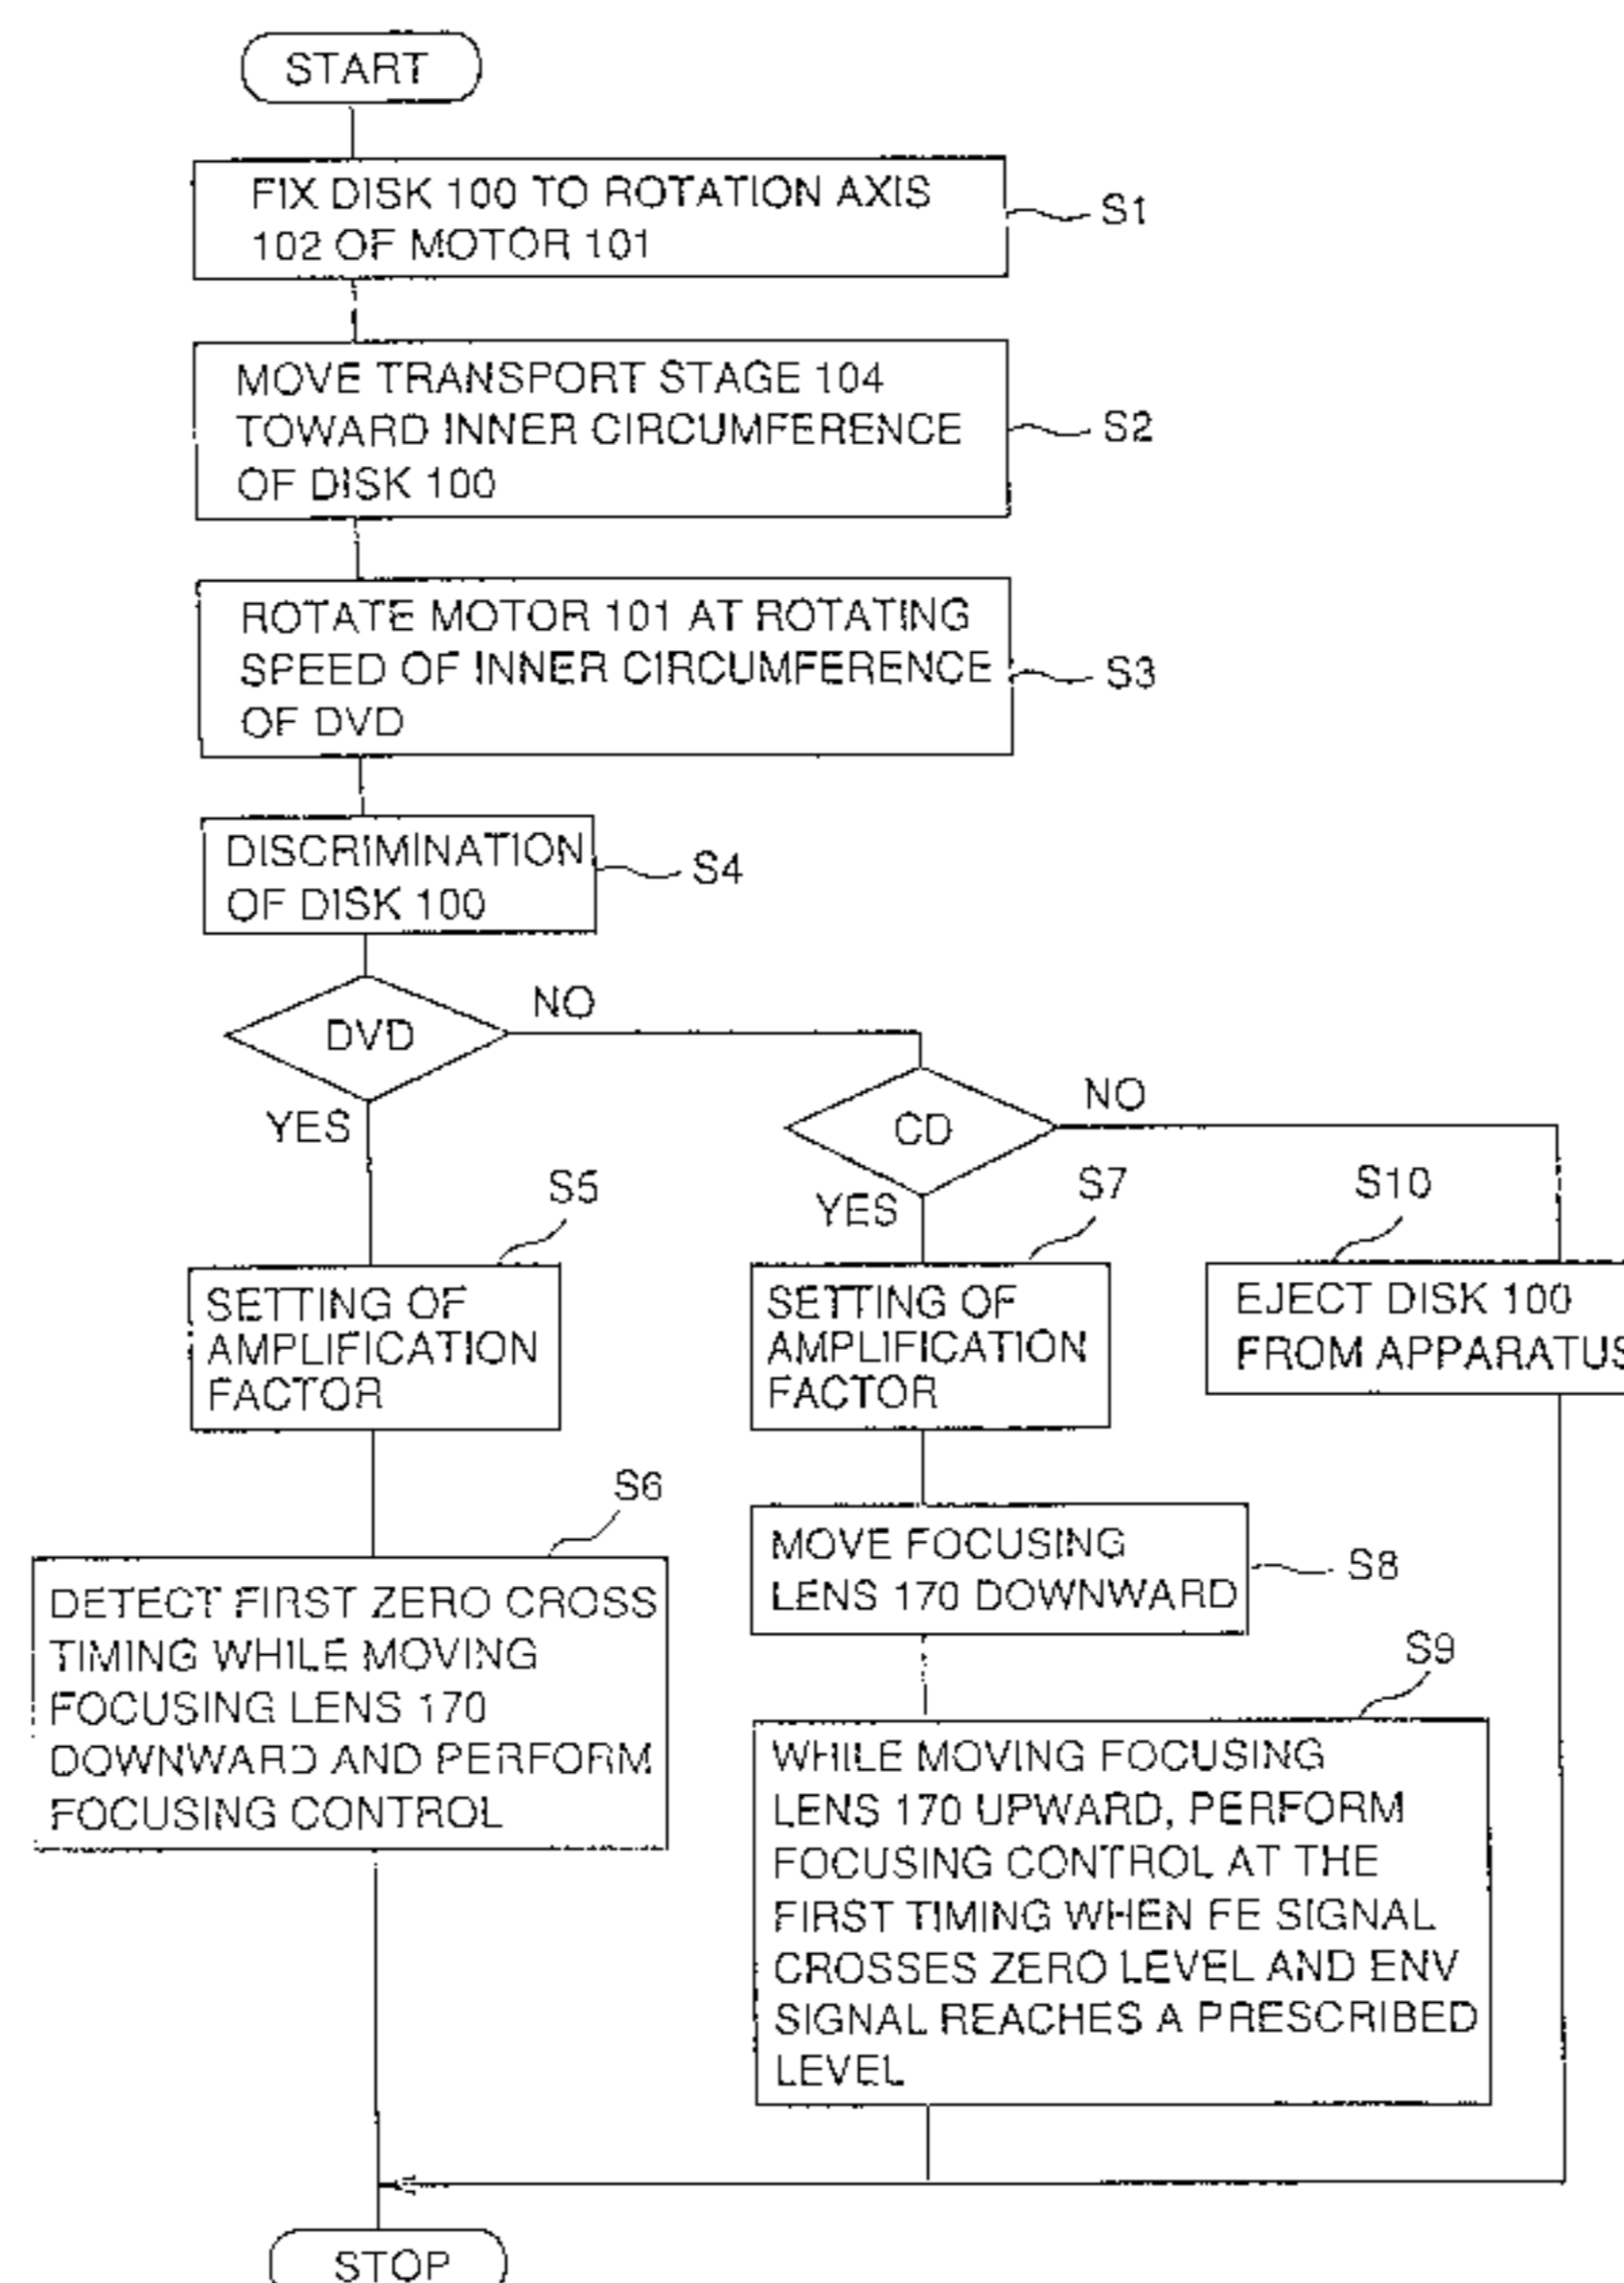 START
FIX DISK 100 TO ROTATION AXIS
102 OF MOTOR 101
S1
MOVE TRANSPORT STAGE 104
TOWARD INNER CIRCUMFERENCE
OF DISK 100
S2
ROTATE MOTOR 101 AT ROTATING
SPEED OF INNER CIRCUMFERENCE
OF DVD
S3
DISCRIMINATION
OF DISK 100
S4
DVD
NO
YES
CD
NO
YES
S5
SETTING OF
AMPLIFICATION
FACTOR
S7
SETTING OF
AMPLIFICATION
FACTOR
S10
EJECT DISK 100
FROM APPARATUS
S6
DETECT FIRST ZERO CROSS
TIMING WHILE MOVING
FOCUSING LENS 170
DOWNWARD AND PERFORM
FOCUSING CONTROL
MOVE FOCUSING
LENS 170 DOWNWARD
S8
S9
WHILE MOVING FOCUSING
LENS 170 UPWARD, PERFORM
FOCUSING CONTROL AT THE
FIRST TIMING WHEN FE SIGNAL
CROSSES ZERO LEVEL AND ENV
SIGNAL REACHES A PRESCRIBED
LEVEL
STOP